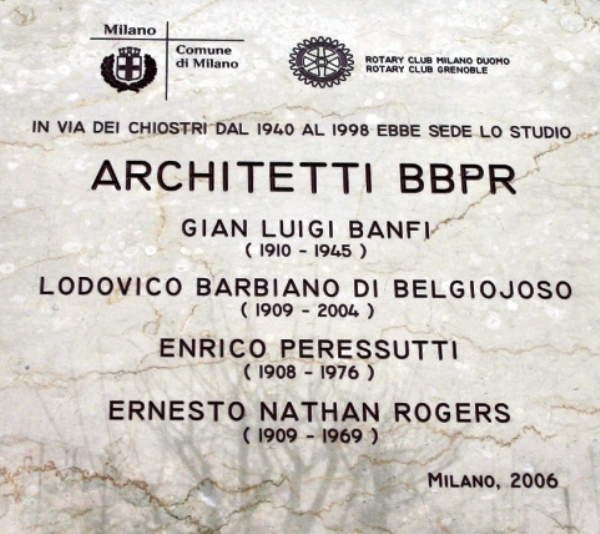 Milano
Comune
di Milano
ROTARY CLUB MILANO DUOMO
ROTARY CLUB GRENOBLE
IN VIA DEI CHIOSTRI DAL 1940 AL 1998 EBBE SEDE LO STUDIO
ARCHITETTI BBPR
GIAN LUIGI BANFI
( 1910 - 1945 )
LODOVICO BARBIANO DI BELGIOJOSO
( 1909 - 2004 )
ENRICO PERESSUTTI
( 1908 - 1976 )
ERNESTO NATHAN ROGERS
( 1909 - 1969 )
MILANO, 2006